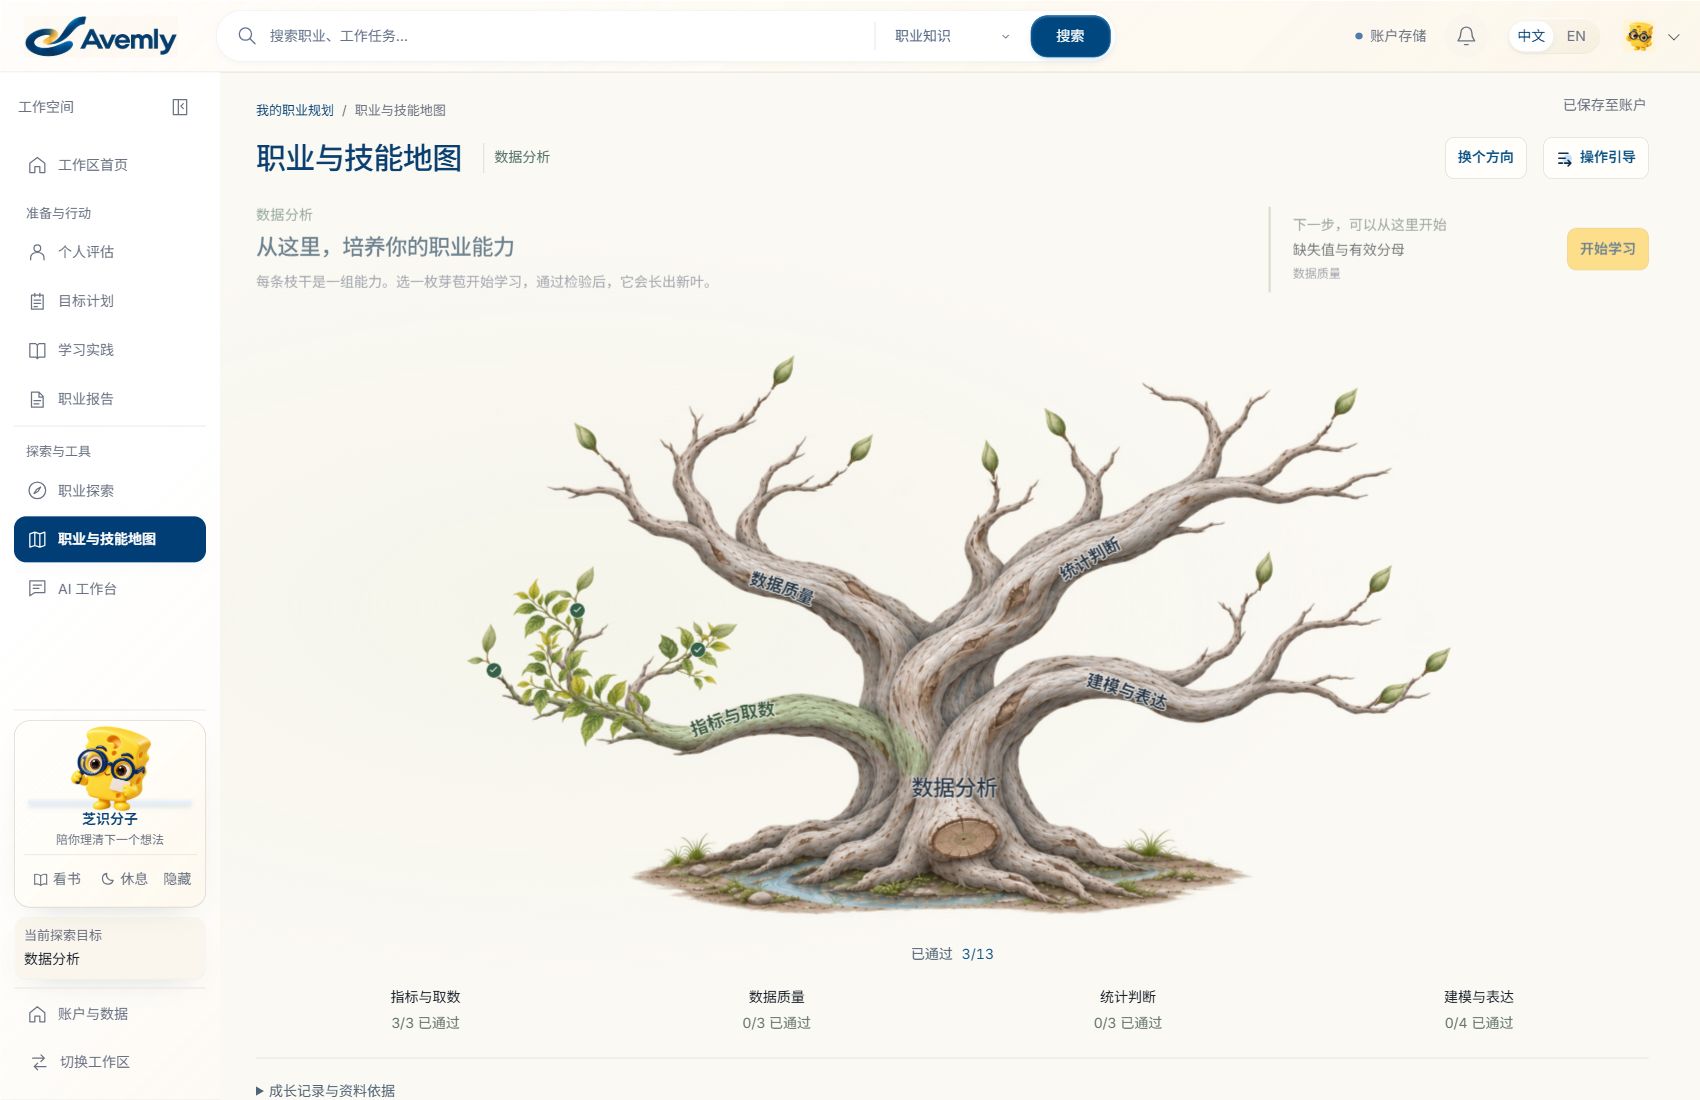 Avemly
搜索职业、工作任务...
职业知识
搜索
账户存储
中文
EN
工作空间
工作区首页
准备与行动
个人评估
目标计划
学习实践
职业报告
探索与工具
职业探索
职业与技能地图
AI 工作台
芝识分子
陪你理清下一个想法
看书
休息
隐藏
当前探索目标
数据分析
账户与数据
切换工作区
我的职业规划 / 职业与技能地图
已保存至账户
职业与技能地图
数据分析
换个方向
操作引导
数据分析
从这里，培养你的职业能力
每条枝干是一组能力。选一枚芽苞开始学习，通过检验后，它会长出新叶。
下一步，可以从这里开始
缺失值与有效分母
数据质量
开始学习
数据质量
统计判断
指标与取数
建模与表达
数据分析
已通过 3/13
指标与取数
3/3 已通过
数据质量
0/3 已通过
统计判断
0/3 已通过
建模与表达
0/4 已通过
成长记录与资料依据